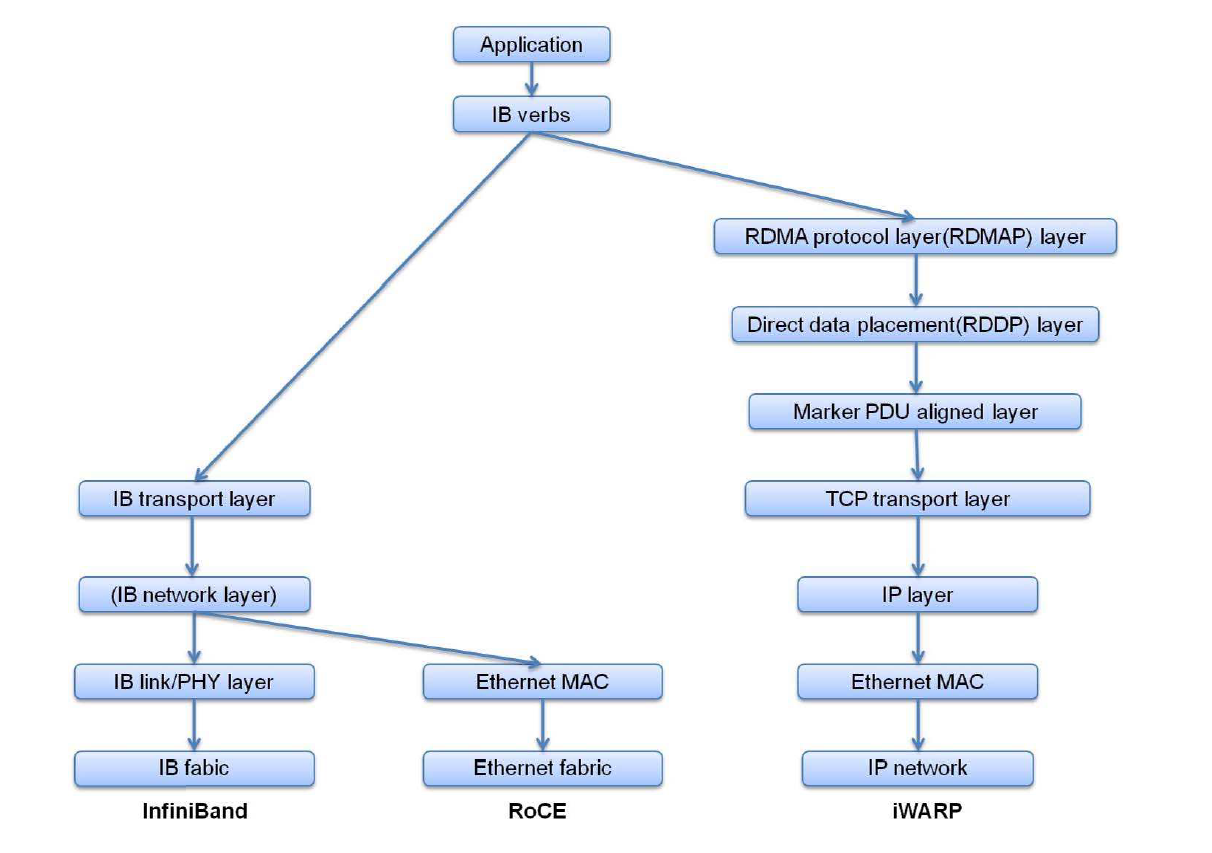 Application
IB verbs
RDMA protocol layer(RDMAP) layer
Direct data placement(RDDP) layer
Marker PDU aligned layer
IB transport layer
TCP transport layer
(IB network layer)
IP layer
IB link/PHY layer
Ethernet MAC
Ethernet MAC
IB fabic
Ethernet fabric
IP network
InfiniBand
RoCE
iWARP